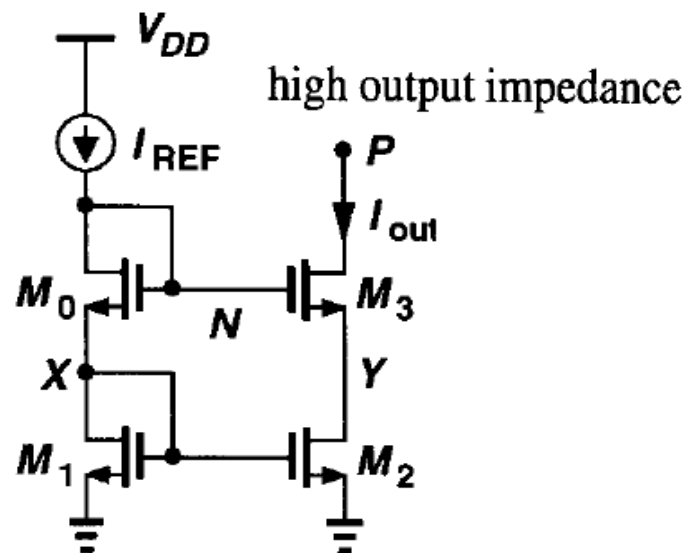 V_DD
high output impedance
I_REF
P
I_out
M_0
N
M_3
X
Y
M_1
M_2